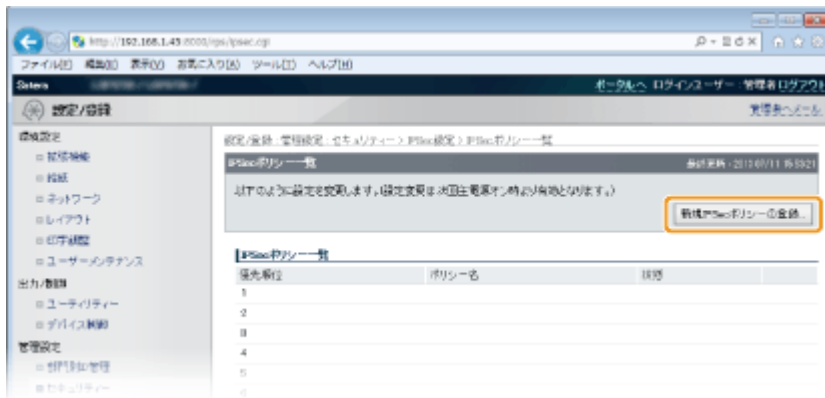 http://192.168.1.45:8000/rps/ipsec.cgi
ファイル(F) 編集(E) 表示(V) お気に入り(A) ツール(T) ヘルプ(H)
Satera
ポータルへ ログインユーザー: 管理者 ログアウト
設定/登録
管理者へメール
環境設定
拡張機能
給紙
ネットワーク
レイアウト
印字調整
ユーザーメンテナンス
出力/制御
ユーティリティー
デバイス制御
管理設定
部門別ID管理
セキュリティー
設定/登録 : 管理設定 : セキュリティー > IPSec設定 > IPSecポリシー一覧
IPSecポリシー一覧
最終更新 :
以下のように設定を変更します。(設定変更は次回主電源オン時より有効となります。)
新規IPSecポリシーの登録...
IPSecポリシー一覧
優先順位 ポリシー名 状態
1
2
3
4
5
6